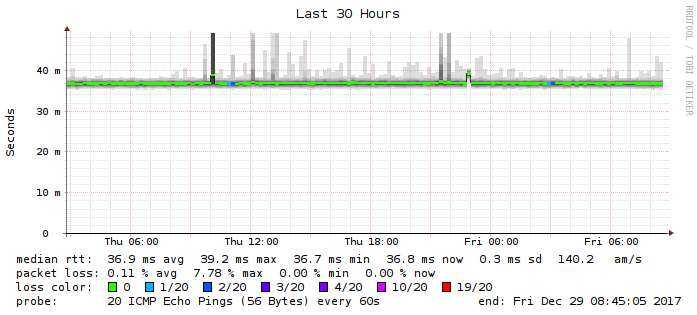 Last 30 Hours
RRDTOOL / TOBI OETIKER
Seconds
40 m
30 m
20 m
10 m
0
Thu 06:00 Thu 12:00 Thu 18:00 Fri 00:00 Fri 06:00
median rtt: 36.9 ms avg 39.2 ms max 36.7 ms min 36.8 ms now 0.3 ms sd 140.2 am/s
packet loss: 0.11 % avg 7.78 % max 0.00 % min 0.00 % now
loss color: 0 1/20 2/20 3/20 4/20 10/20 19/20
probe: 20 ICMP Echo Pings (56 Bytes) every 60s end: Fri Dec 29 08:45:05 2017